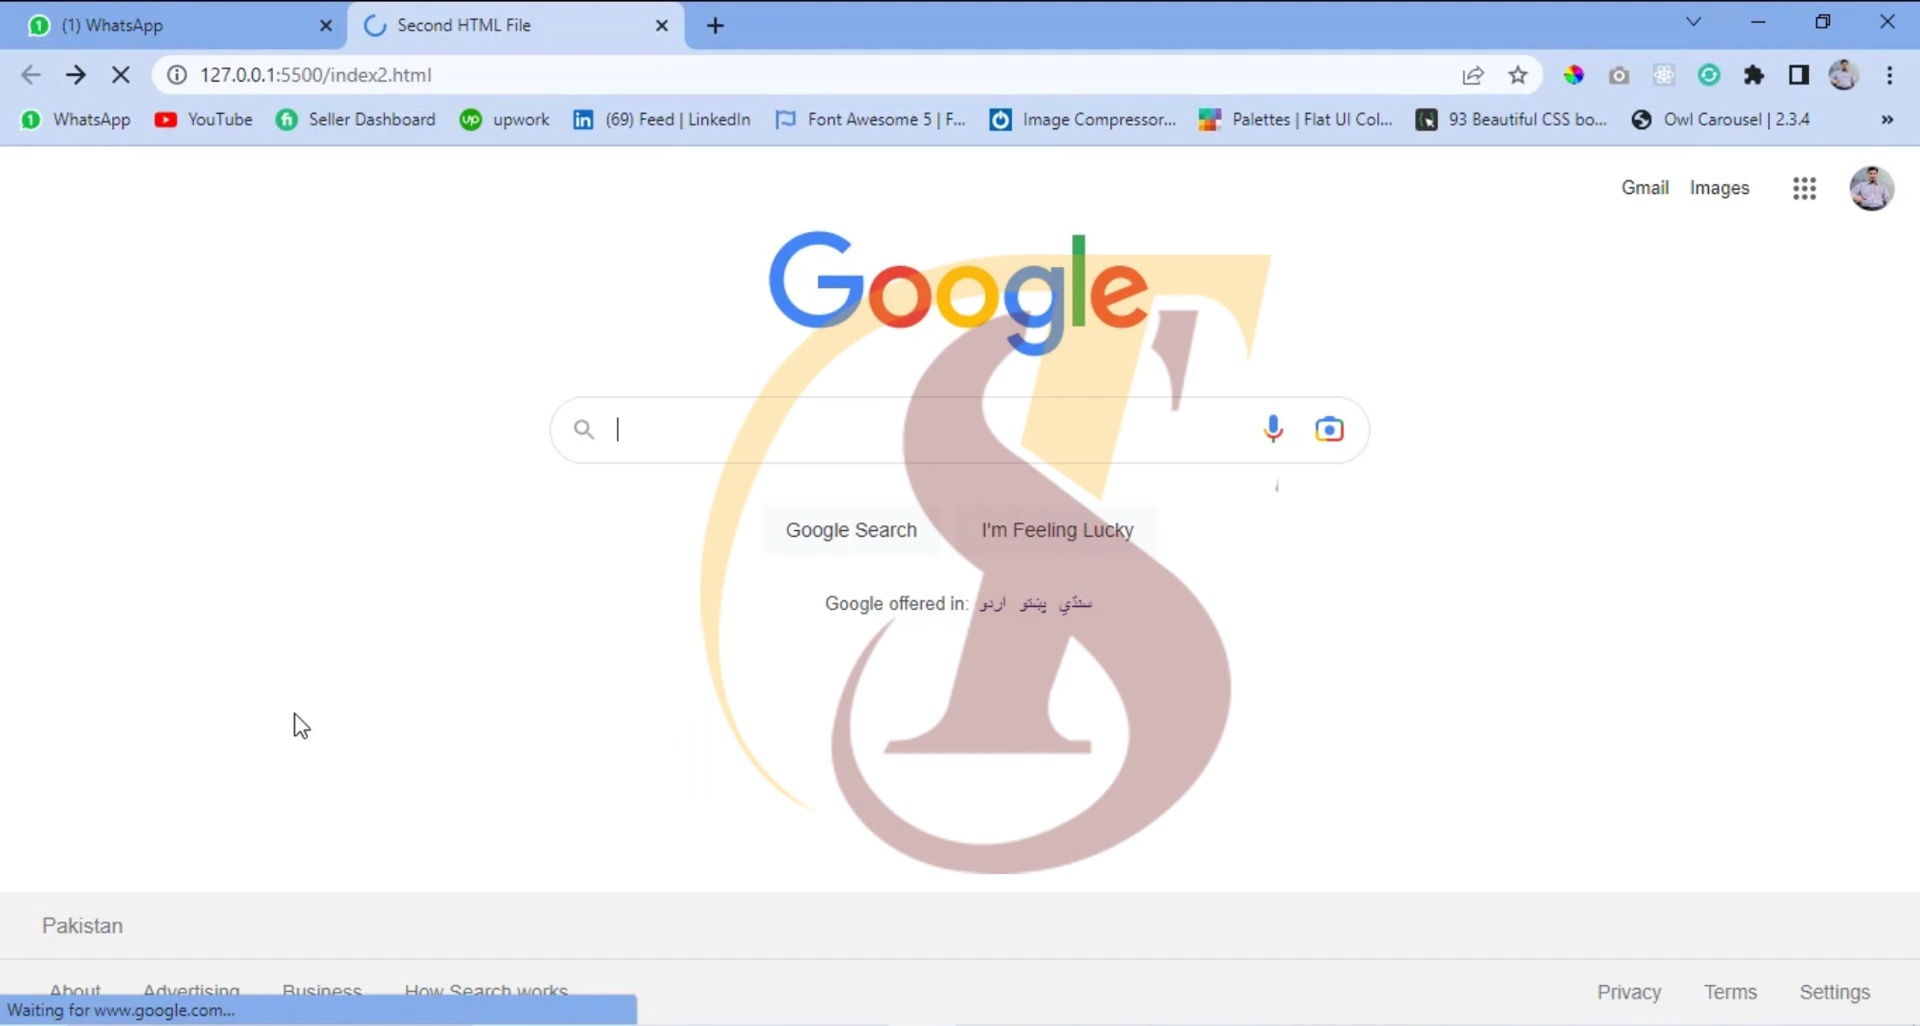 (1) WhatsApp
Second HTML File
127.0.0.1:5500/index2.html
WhatsApp
YouTube
Seller Dashboard
upwork
(69) Feed | LinkedIn
Font Awesome 5 | F...
Image Compressor...
Palettes | Flat UI Col...
93 Beautiful CSS bo...
Owl Carousel | 2.3.4
Gmail Images
Google
Google Search
I'm Feeling Lucky
Google offered in: اردو پښتو سنڌي
Pakistan
About Advertising Business How Search works
Privacy Terms Settings
Waiting for www.google.com...